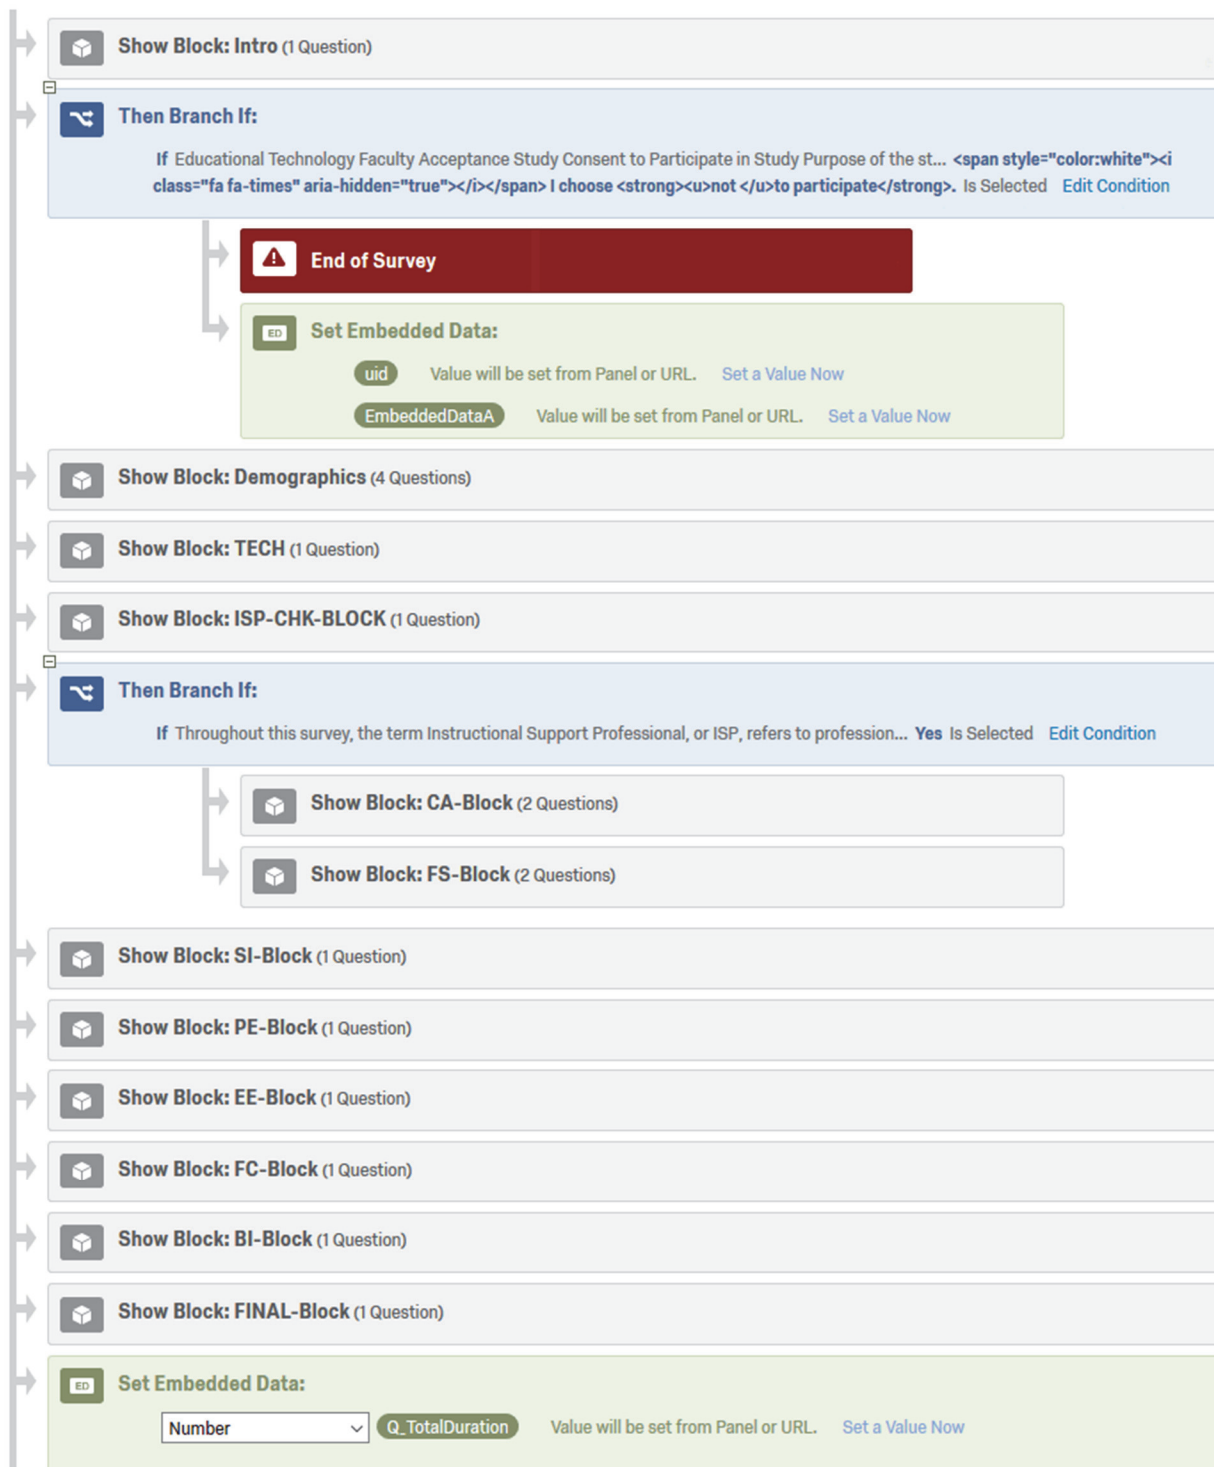 Show Block: Intro (1 Question)
Then Branch If:
If Educational Technology Faculty Acceptance Study Consent to Participate in Study Purpose of the st... <span style="color:white"><i
class="fa fa-times" aria-hidden="true"></i></span> I choose <strong><u>not </u>to participate</strong>. Is Selected Edit Condition
End of Survey
ED Set Embedded Data:
uid Value will be set from Panel or URL. Set a Value Now
EmbeddedDataA Value will be set from Panel or URL. Set a Value Now
Show Block: Demographics (4 Questions)
Show Block: TECH (1 Question)
Show Block: ISP-CHK-BLOCK (1 Question)
Then Branch If:
If Throughout this survey, the term Instructional Support Professional, or ISP, refers to profession... Yes Is Selected Edit Condition
Show Block: CA-Block (2 Questions)
Show Block: FS-Block (2 Questions)
Show Block: SI-Block (1 Question)
Show Block: PE-Block (1 Question)
Show Block: EE-Block (1 Question)
Show Block: FC-Block (1 Question)
Show Block: BI-Block (1 Question)
Show Block: FINAL-Block (1 Question)
ED Set Embedded Data:
Number Q_TotalDuration Value will be set from Panel or URL. Set a Value Now